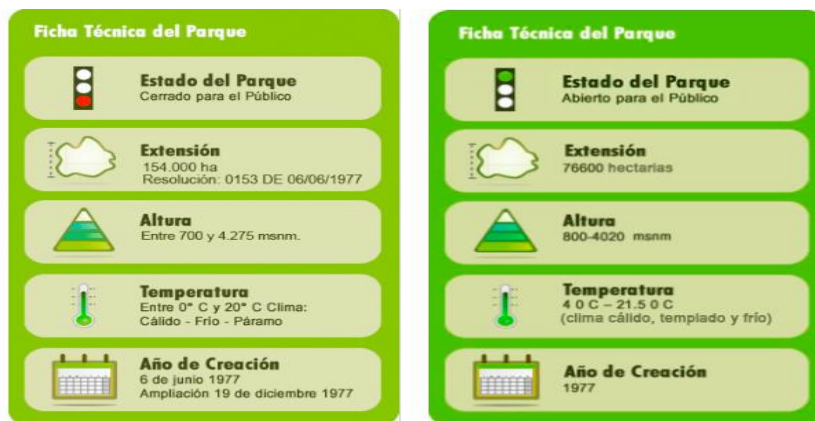 Ficha Técnica del Parque
Estado del Parque
Cerrado para el Público
Extensión
154.000 ha
Resolución: 0153 DE 06/06/1977
Altura
Entre 700 y 4.275 msnm.
Temperatura
Entre 0° C y 20° C Clima:
Cálido - Frío - Páramo
Año de Creación
6 de junio 1977
Ampliación 19 de diciembre 1977
Ficha Técnica del Parque
Estado del Parque
Abierto para el Público
Extensión
76600 hectarias
Altura
800-4020 msnm
Temperatura
4 0 C – 21.5 0 C
(clima cálido, templado y frío)
Año de Creación
1977